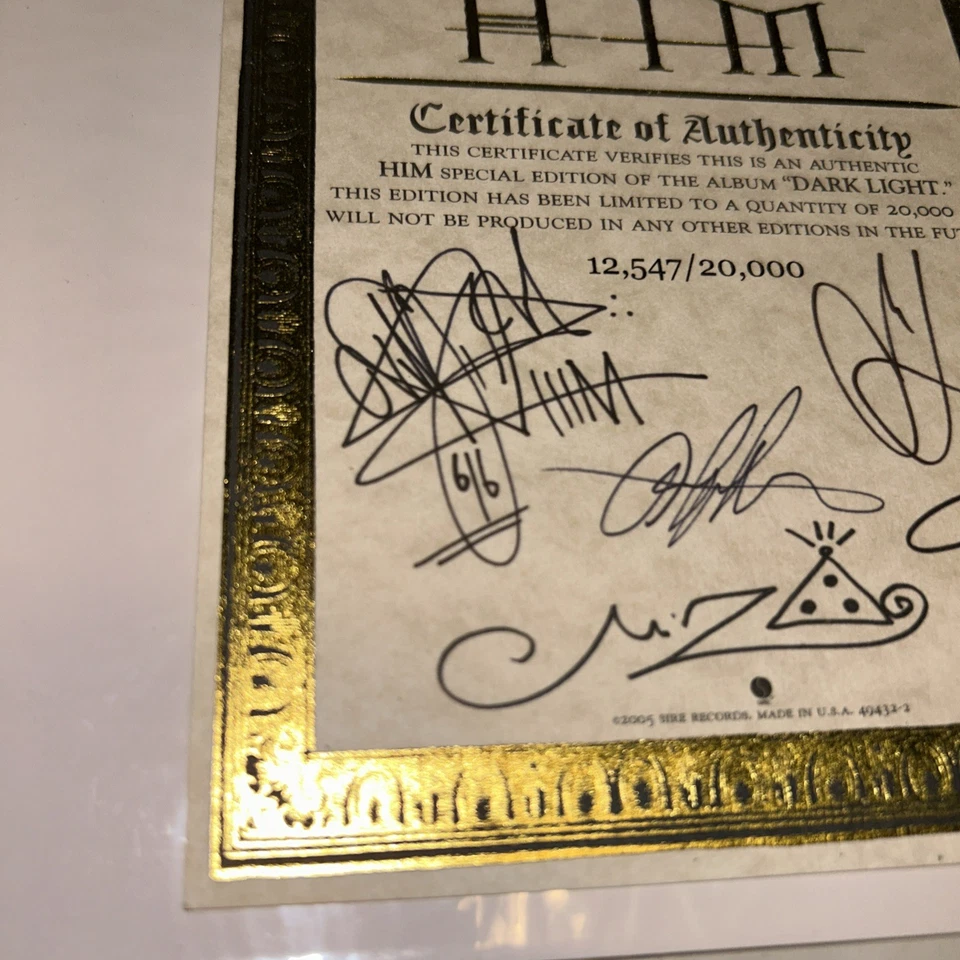 HIM
Certificate of Authenticity
THIS CERTIFICATE VERIFIES THIS IS AN AUTHENTIC
HIM SPECIAL EDITION OF THE ALBUM "DARK LIGHT."
THIS EDITION HAS BEEN LIMITED TO A QUANTITY OF 20,000
WILL NOT BE PRODUCED IN ANY OTHER EDITIONS IN THE FU
12,547/20,000
HIM
©2005 SIRE RECORDS. MADE IN U.S.A. 49432-2